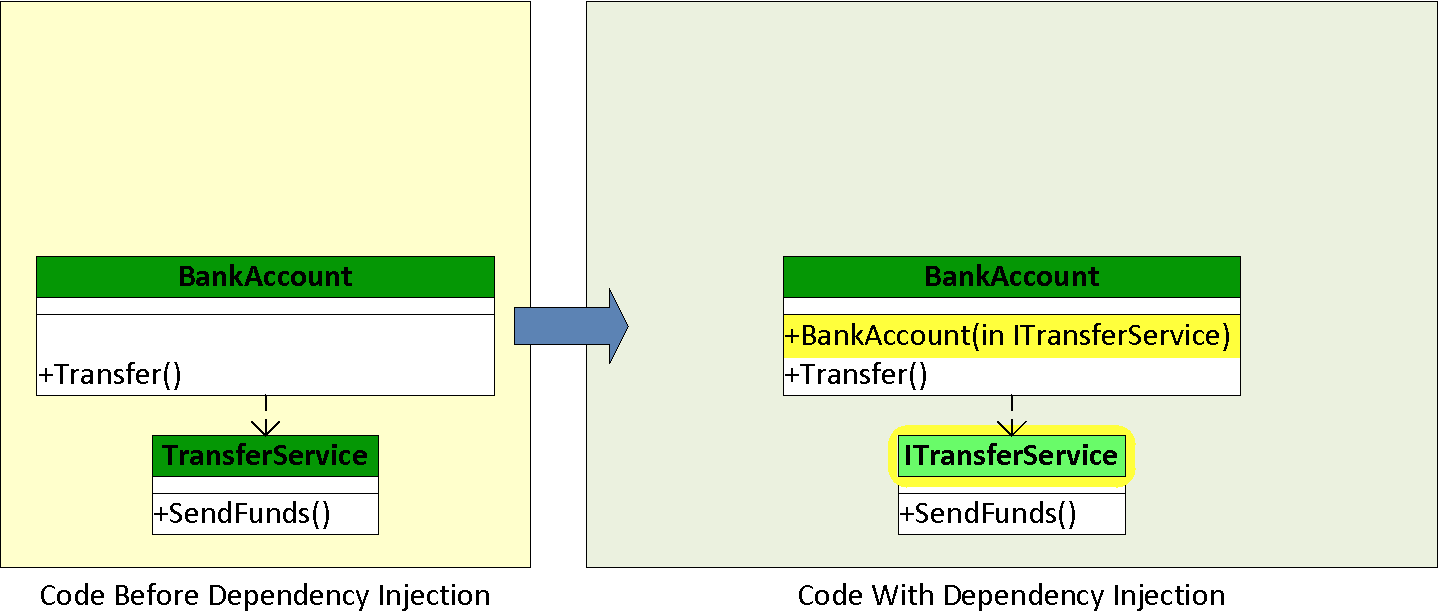 BankAccount
+Transfer()
TransferService
+SendFunds()
Code Before Dependency Injection
BankAccount
+BankAccount(in ITransferService)
+Transfer()
ITransferService
+SendFunds()
Code With Dependency Injection